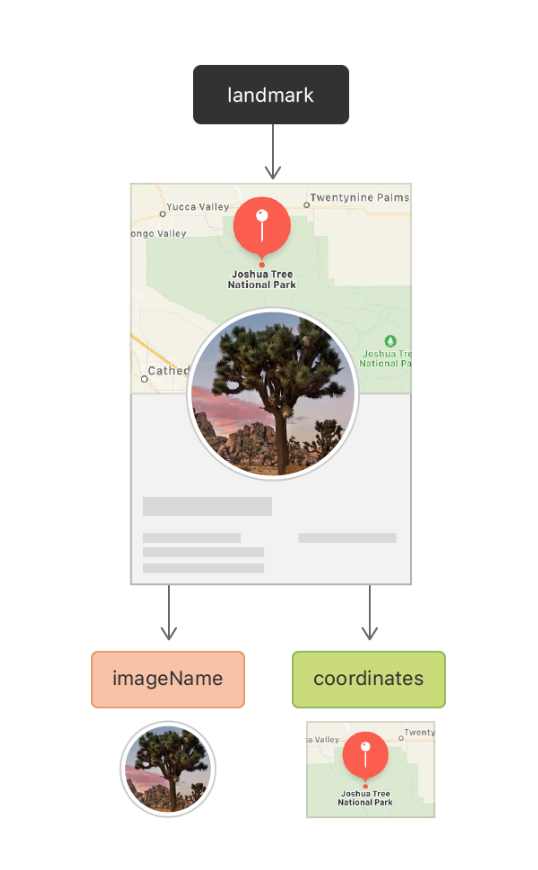 landmark
Yucca Valley
Twentynine Palms
ongo Valley
Joshua Tree
National Park
Joshua Tre
National Pa
Cathed
imageName
coordinates
a Valley
Twenty
Joshua Tree
National Park